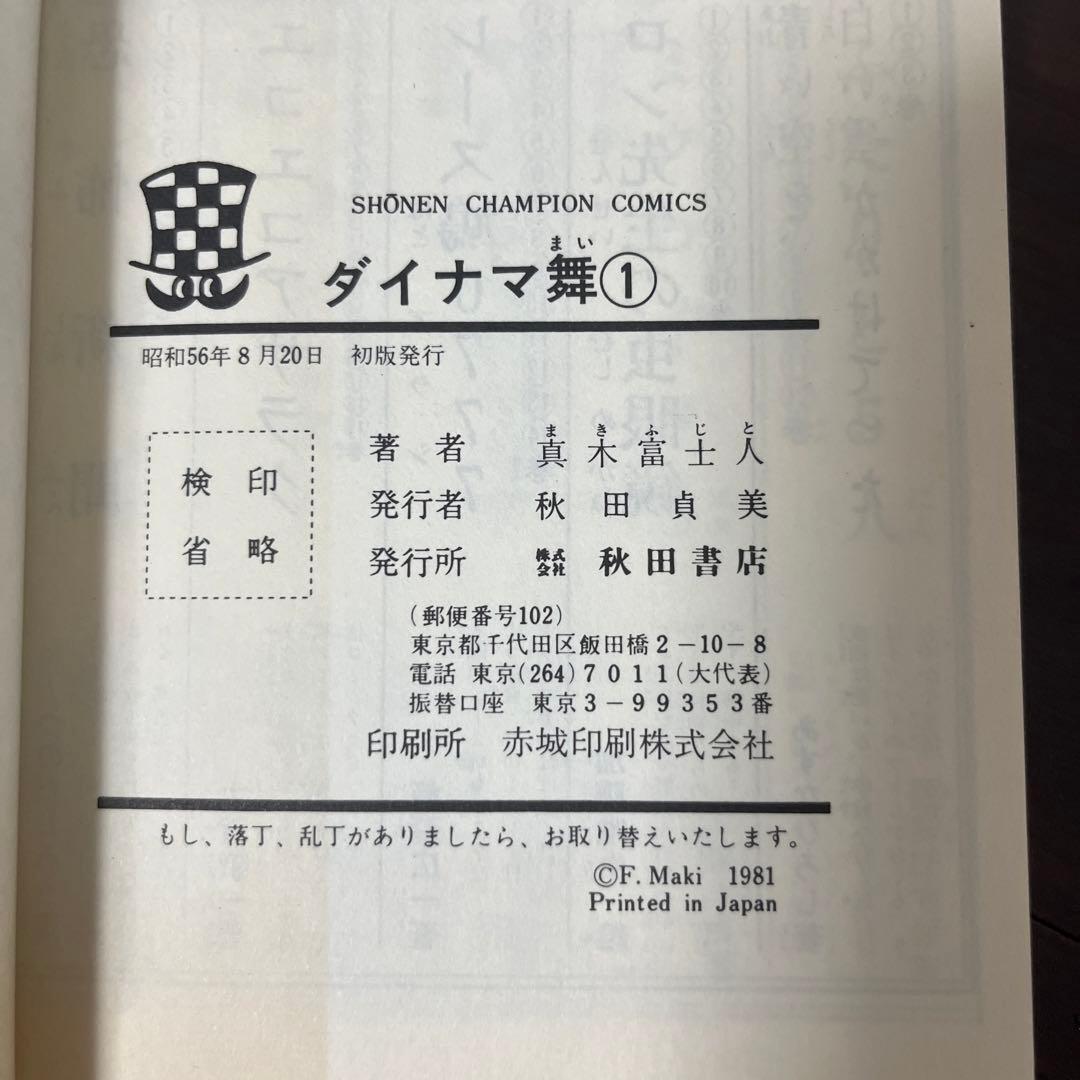 SHŌNEN CHAMPION COMICS
まい
ダイナマ舞①
昭和56年8月20日 初版発行
検印
省略
まきふじと
著者 真木富士人
発行者 秋田貞美
発行所 株式会社 秋田書店
(郵便番号102)
東京都千代田区飯田橋2-10-8
電話 東京(264)7011(大代表)
振替口座 東京3-99353番
印刷所 赤城印刷株式会社
もし、落丁、乱丁がありましたら、お取り替えいたします。
©F. Maki 1981
Printed in Japan